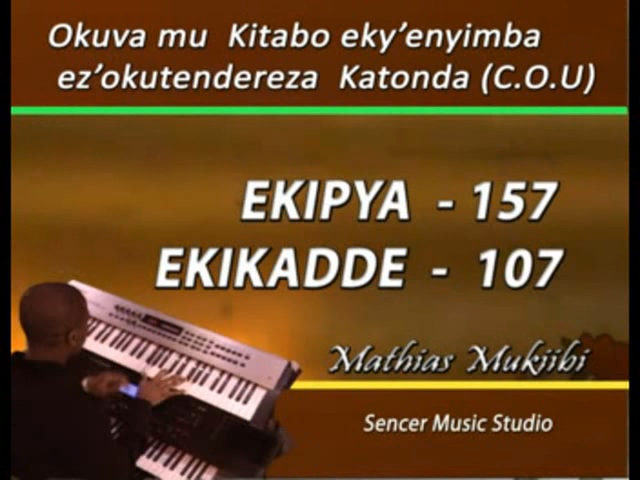 Okuva mu Kitabo eky'enyimba
ez'okutendereza Katonda (C.O.U)
EKIPYA - 157
EKIKADDE - 107
Mathias Mukiibi
Sencer Music Studio